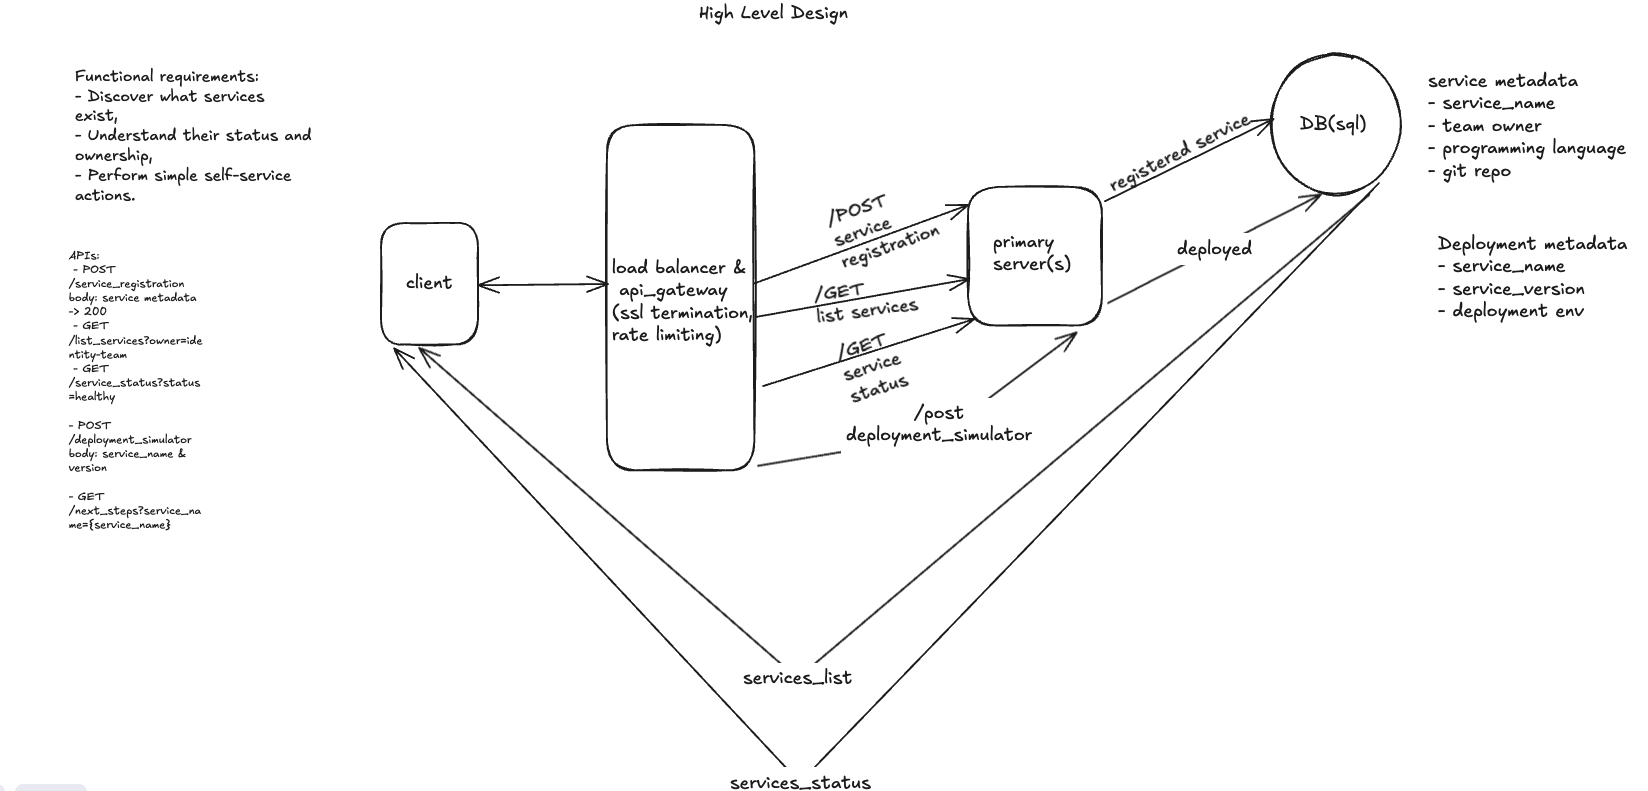 High Level Design
Functional requirements:
- Discover what services
exist,
- Understand their status and
ownership,
- Perform simple self-service
actions.
APIs:
- POST
/service_registration
body: service metadata
-> 200
- GET
/list_services?owner=ide
ntity-team
- GET
/service_status?status
=healthy
- POST
/deployment_simulator
body: service_name &
version
- GET
/next_steps?service_na
me={service_name}
client
load balancer &
api_gateway
(ssl termination,
rate limiting)
/POST
service
registration
/GET
list services
/GET
service
status
/post
deployment_simulator
primary
server(s)
registered service
deployed
DB(sql)
service metadata
- service_name
- team owner
- programming language
- git repo
Deployment metadata
- service_name
- service_version
- deployment env
services_list
services_status